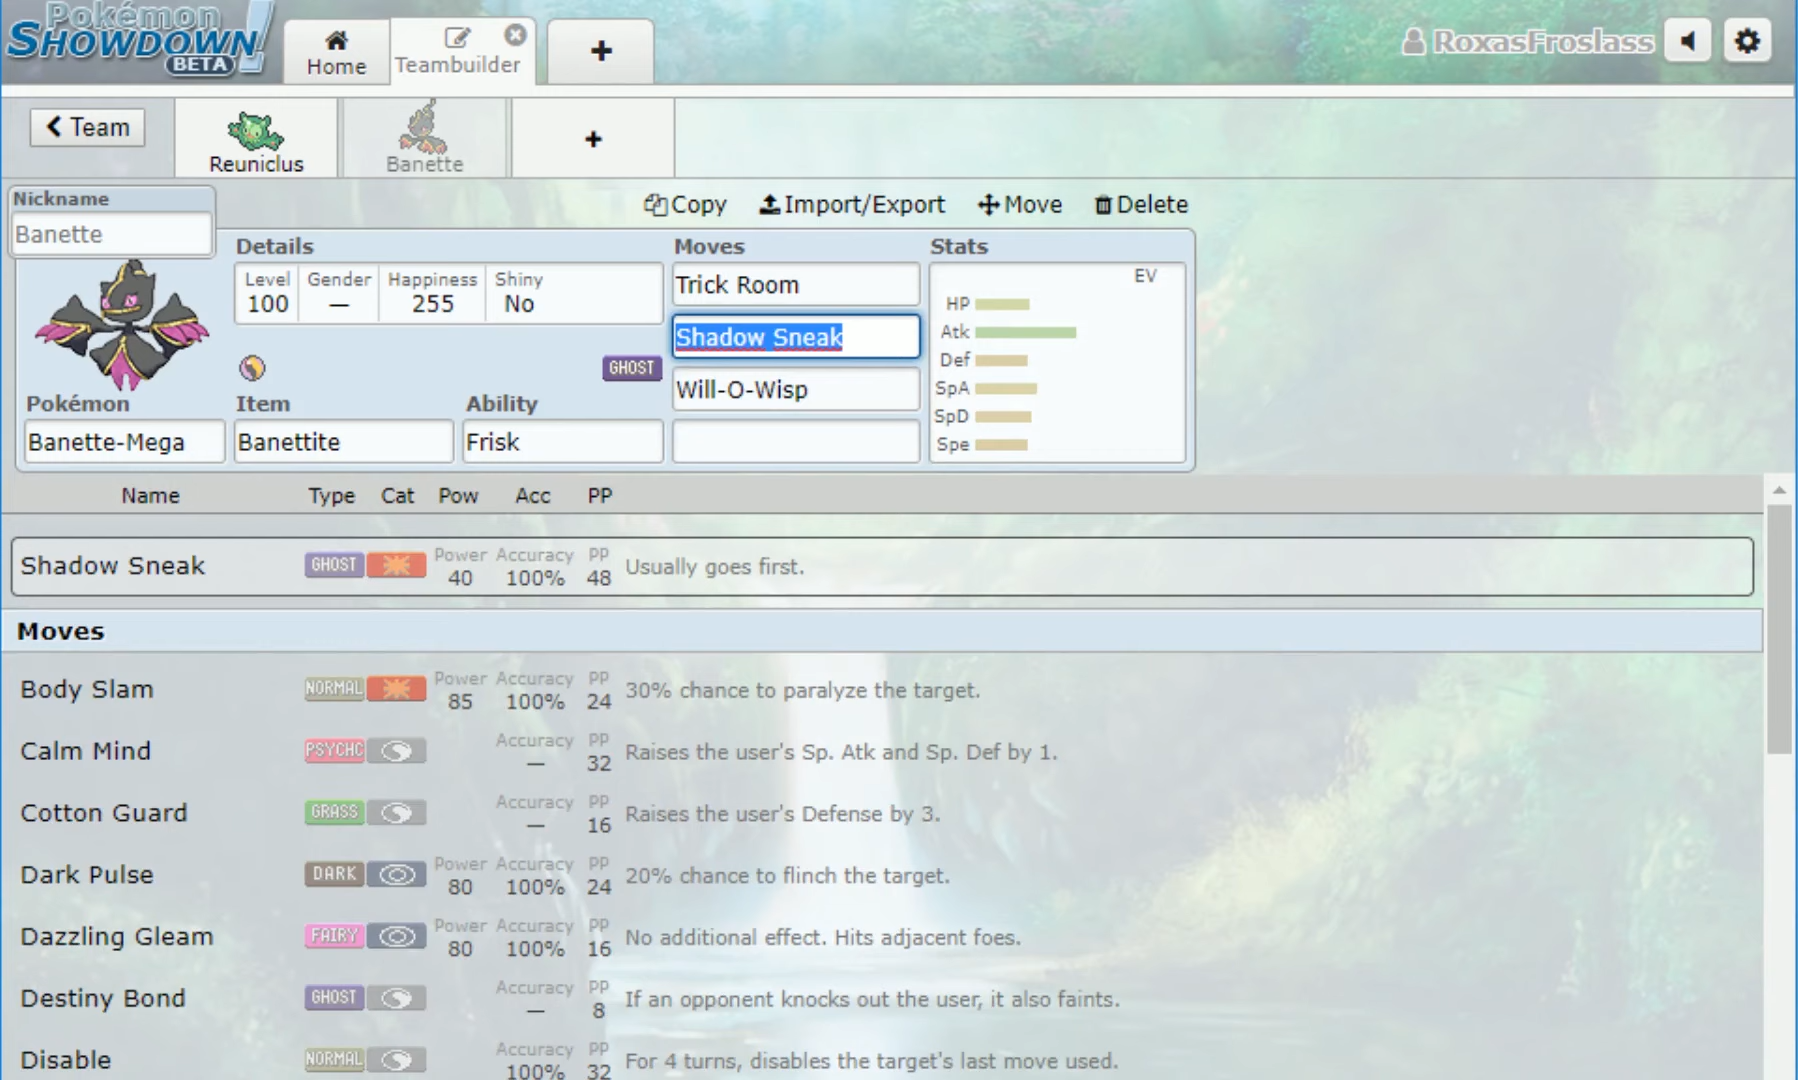 Pokémon
SHOWDOWN!
BETA
Home
Teambuilder
+
RoxasFroslass
Team
Reuniclus
Banette
+
Nickname
Banette
Copy
Import/Export
Move
Delete
Details
Moves
Stats
Level
Gender
Happiness
Shiny
100
—
255
No
GHOST
Pokémon
Item
Ability
Banette-Mega
Banettite
Frisk
Trick Room
Shadow Sneak
Will-O-Wisp
EV
HP
Atk
Def
SpA
SpD
Spe
Name Type Cat Pow Acc PP
Shadow Sneak GHOST Power 40 Accuracy 100% PP 48 Usually goes first.
Moves
Body Slam NORMAL Power 85 Accuracy 100% PP 24 30% chance to paralyze the target.
Calm Mind PSYCHC Accuracy — PP 32 Raises the user's Sp. Atk and Sp. Def by 1.
Cotton Guard GRASS Accuracy — PP 16 Raises the user's Defense by 3.
Dark Pulse DARK Power 80 Accuracy 100% PP 24 20% chance to flinch the target.
Dazzling Gleam FAIRY Power 80 Accuracy 100% PP 16 No additional effect. Hits adjacent foes.
Destiny Bond GHOST Accuracy — PP 8 If an opponent knocks out the user, it also faints.
Disable NORMAL Accuracy 100% PP 32 For 4 turns, disables the target's last move used.